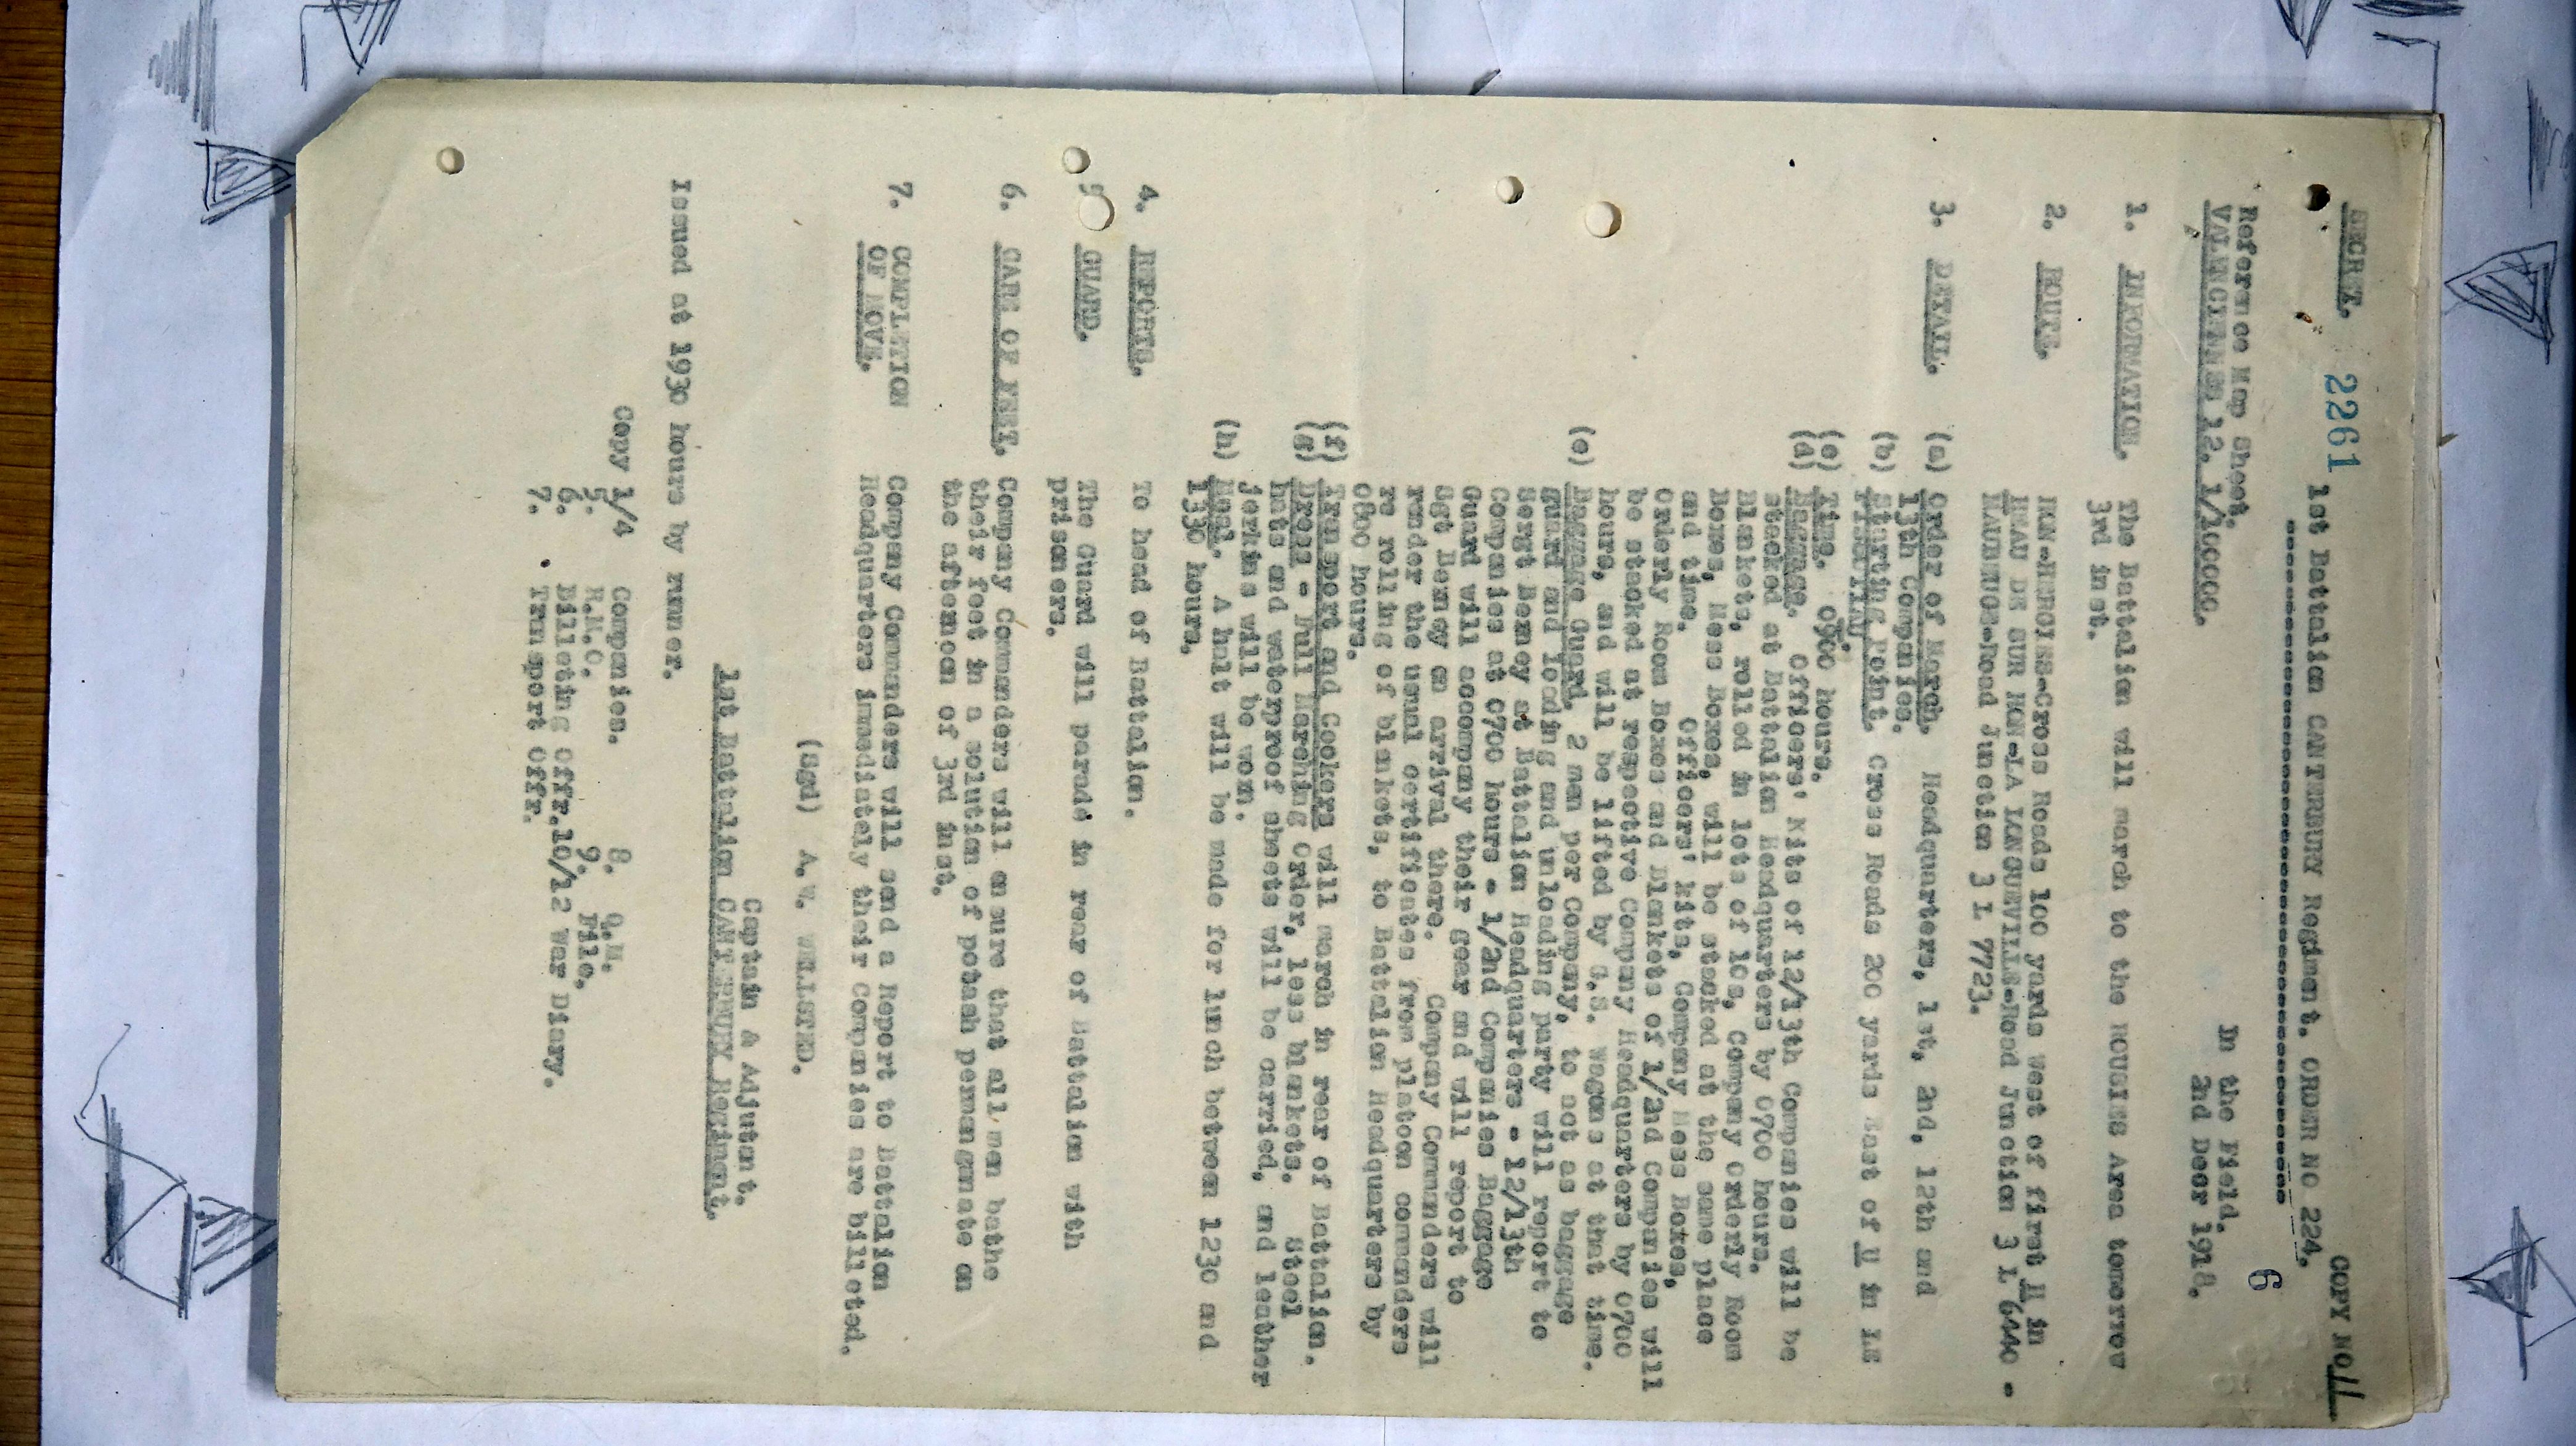 COPY NO 11
SECRET. 2261 1st Battalion CANTERBURY Regiment. ORDER NO 224.
6
Reference Map Sheet. In the Field.
VALENCIENNES 12. 1/100000. 2nd Decr 1918.
1. INFORMATION. The Battalion will march to the HOUSIES Area tomorrow
3rd inst.
2. ROUTE. Cross Roads 100 yards West of first H in
HEAU DE SUR HON-LA LONGUEVILLE-Road Junction 3 L 6440 -
MAUBEUGE-Road Junction 3 L 7723.
3. DETAIL. (a) Order of March. Headquarters, 1st, 2nd, 12th and
13th Companies.
(b) Starting Point. Cross Roads 200 yards East of U in LE
(c) Time. 0900 hours.
(d) Baggage. Officers' Kits of 12/13th Companies will be
stacked at Battalion Headquarters by 0700 hours.
Blankets, rolled in lots of 10s, Company Orderly Room
Boxes, Mess Boxes, will be stacked at the same place
and time. Officers' kits, Company Mess Boxes,
Orderly Room Boxes and Blankets of 1/2nd Companies will
be stacked at respective Company Headquarters by 0700
hours, and will be lifted by G.S. wagons at that time.
(e) Baggage Guard. 2 men per Company, to act as baggage
guard and loading and unloading party will report to
Sergt Bemey at Battalion Headquarters - 12/13th
Companies at 0700 hours - 1/2nd Companies Baggage
Guard will accompany their gear and will report to
Sgt Bemey on arrival there. Company Commanders will
render the usual certificates from platoon commanders
re rolling of blankets, to Battalion Headquarters by
0800 hours.
(f) Transport and Cookers will march in rear of Battalion.
(g) Dress - Full Marching Order, less blankets. Steel
hats and waterproof sheets will be carried, and leather
jerkins will be worn.
(h) Meal. A halt will be made for lunch between 1230 and
1330 hours.
4. REPORTS. To head of Battalion.
5 GUARD. The Guard will parade in rear of Battalion with
prisoners.
6. CARE OF FEET. Company Commanders will ensure that all men bathe
their feet in a solution of potash permanganate on
the afternoon of 3rd inst.
7. COMPLETION Company Commanders will send a Report to Battalion
OF MOVE. Headquarters immediately their Companies are billeted.
(Sgd) A.W. WELLSTED.
Captain & Adjutant.
1st Battalion CANTERBURY Regiment.
Issued at 1930 hours by runner.
Copy 1/4 Companies. 8. Q.M.
5. R.M.O. 9. File.
6. Billeting Offr. 10/12 War Diary.
7. Transport Offr.